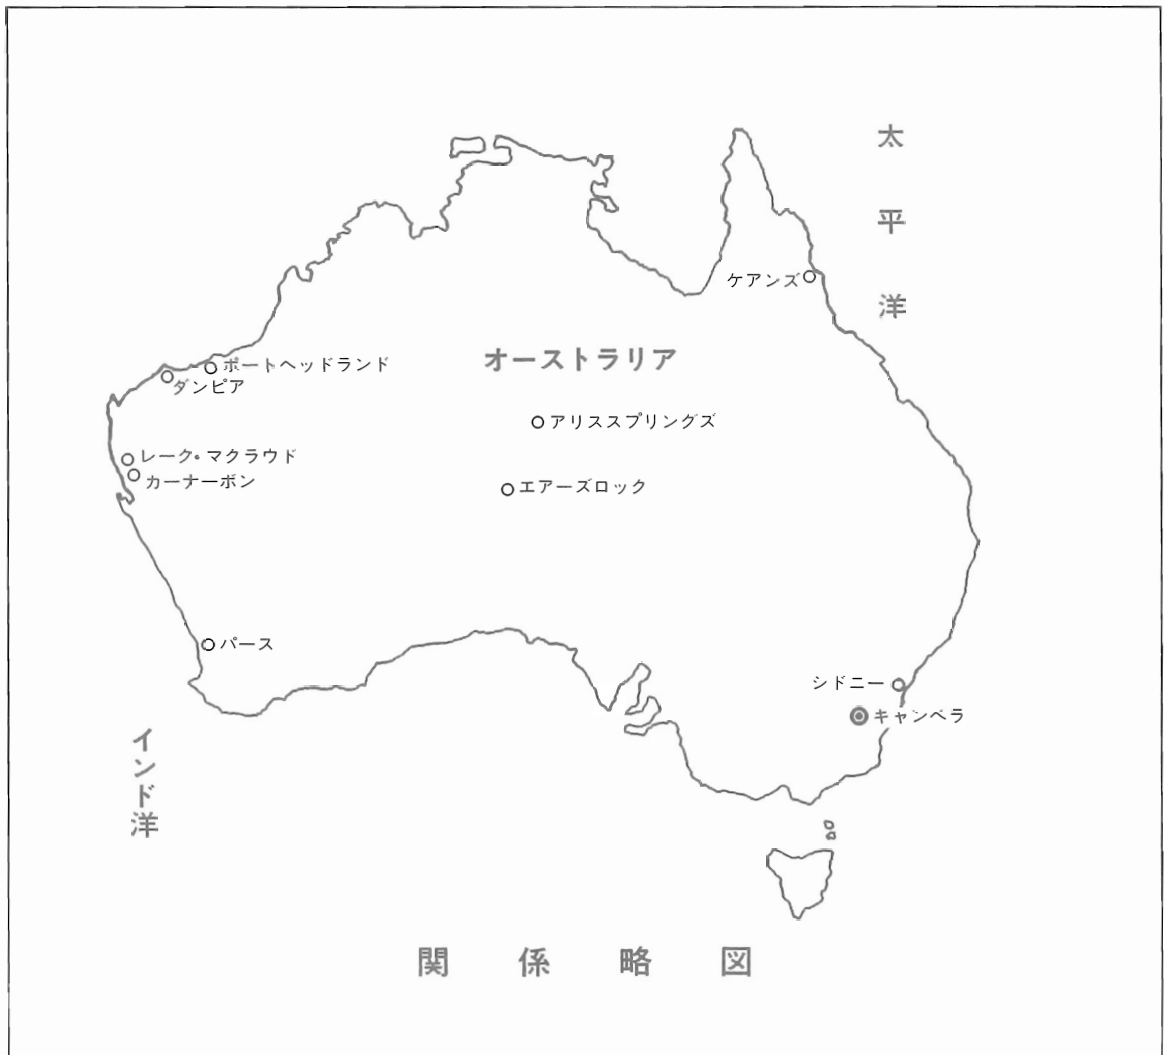 太平洋
ケアンズ
オーストラリア
ポートヘッドランド
ダンピア
アリススプリングズ
レーク・マクラウド
カーナーボン
エアーズロック
パース
シドニー
キャンベラ
インド洋
関係略図